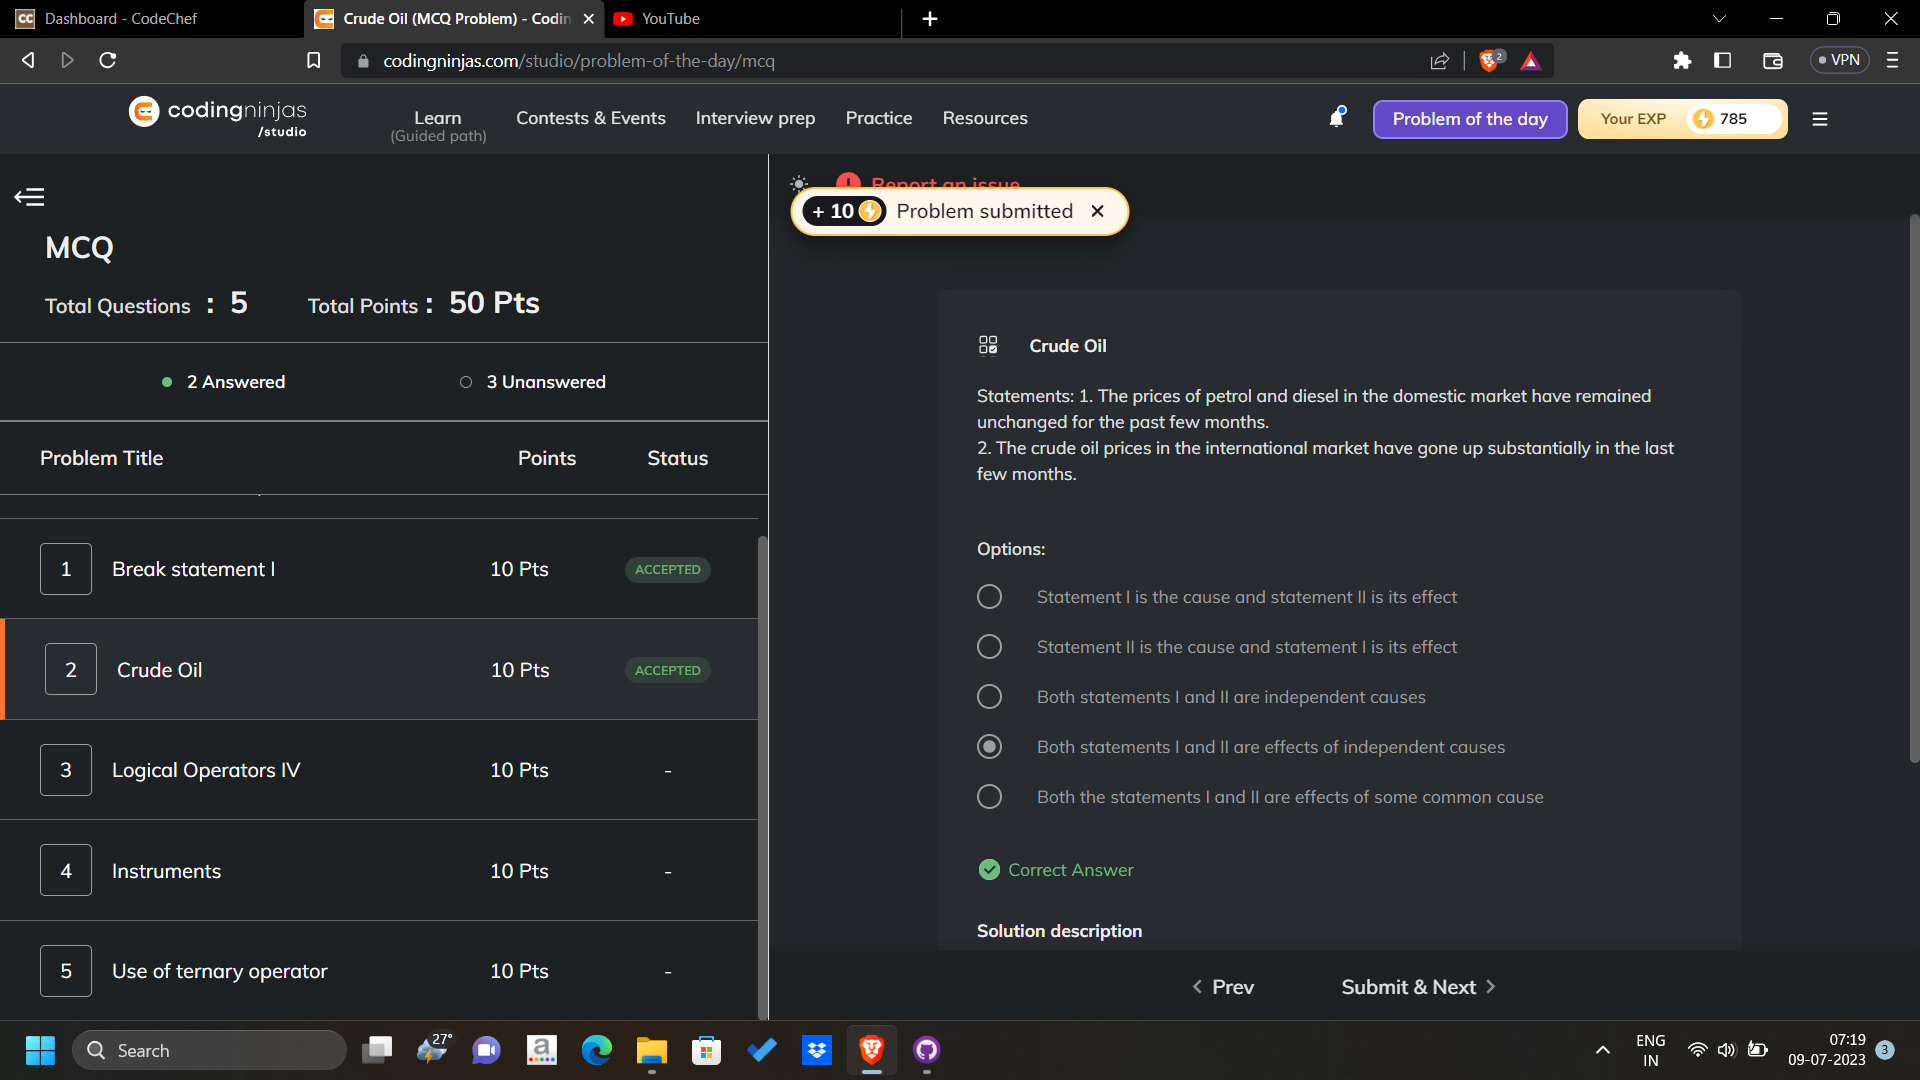 Dashboard - CodeChef
Crude Oil (MCQ Problem) - Codin
YouTube
codingninjas.com/studio/problem-of-the-day/mcq
2
VPN
codingninjas
/studio
Learn
(Guided path)
Contests & Events
Interview prep
Practice
Resources
Problem of the day
Your EXP
785
Report an issue
+ 10
Problem submitted
MCQ
Total Questions : 5
Total Points : 50 Pts
2 Answered
3 Unanswered
Problem Title
Points
Status
1
Break statement I
10 Pts
ACCEPTED
2
Crude Oil
10 Pts
ACCEPTED
3
Logical Operators IV
10 Pts
-
4
Instruments
10 Pts
-
5
Use of ternary operator
10 Pts
-
Crude Oil
Statements: 1. The prices of petrol and diesel in the domestic market have remained
unchanged for the past few months.
2. The crude oil prices in the international market have gone up substantially in the last
few months.
Options:
Statement I is the cause and statement II is its effect
Statement II is the cause and statement I is its effect
Both statements I and II are independent causes
Both statements I and II are effects of independent causes
Both the statements I and II are effects of some common cause
Correct Answer
Solution description
Prev
Submit & Next
Search
27°
a
ENG
IN
07:19
09-07-2023
3